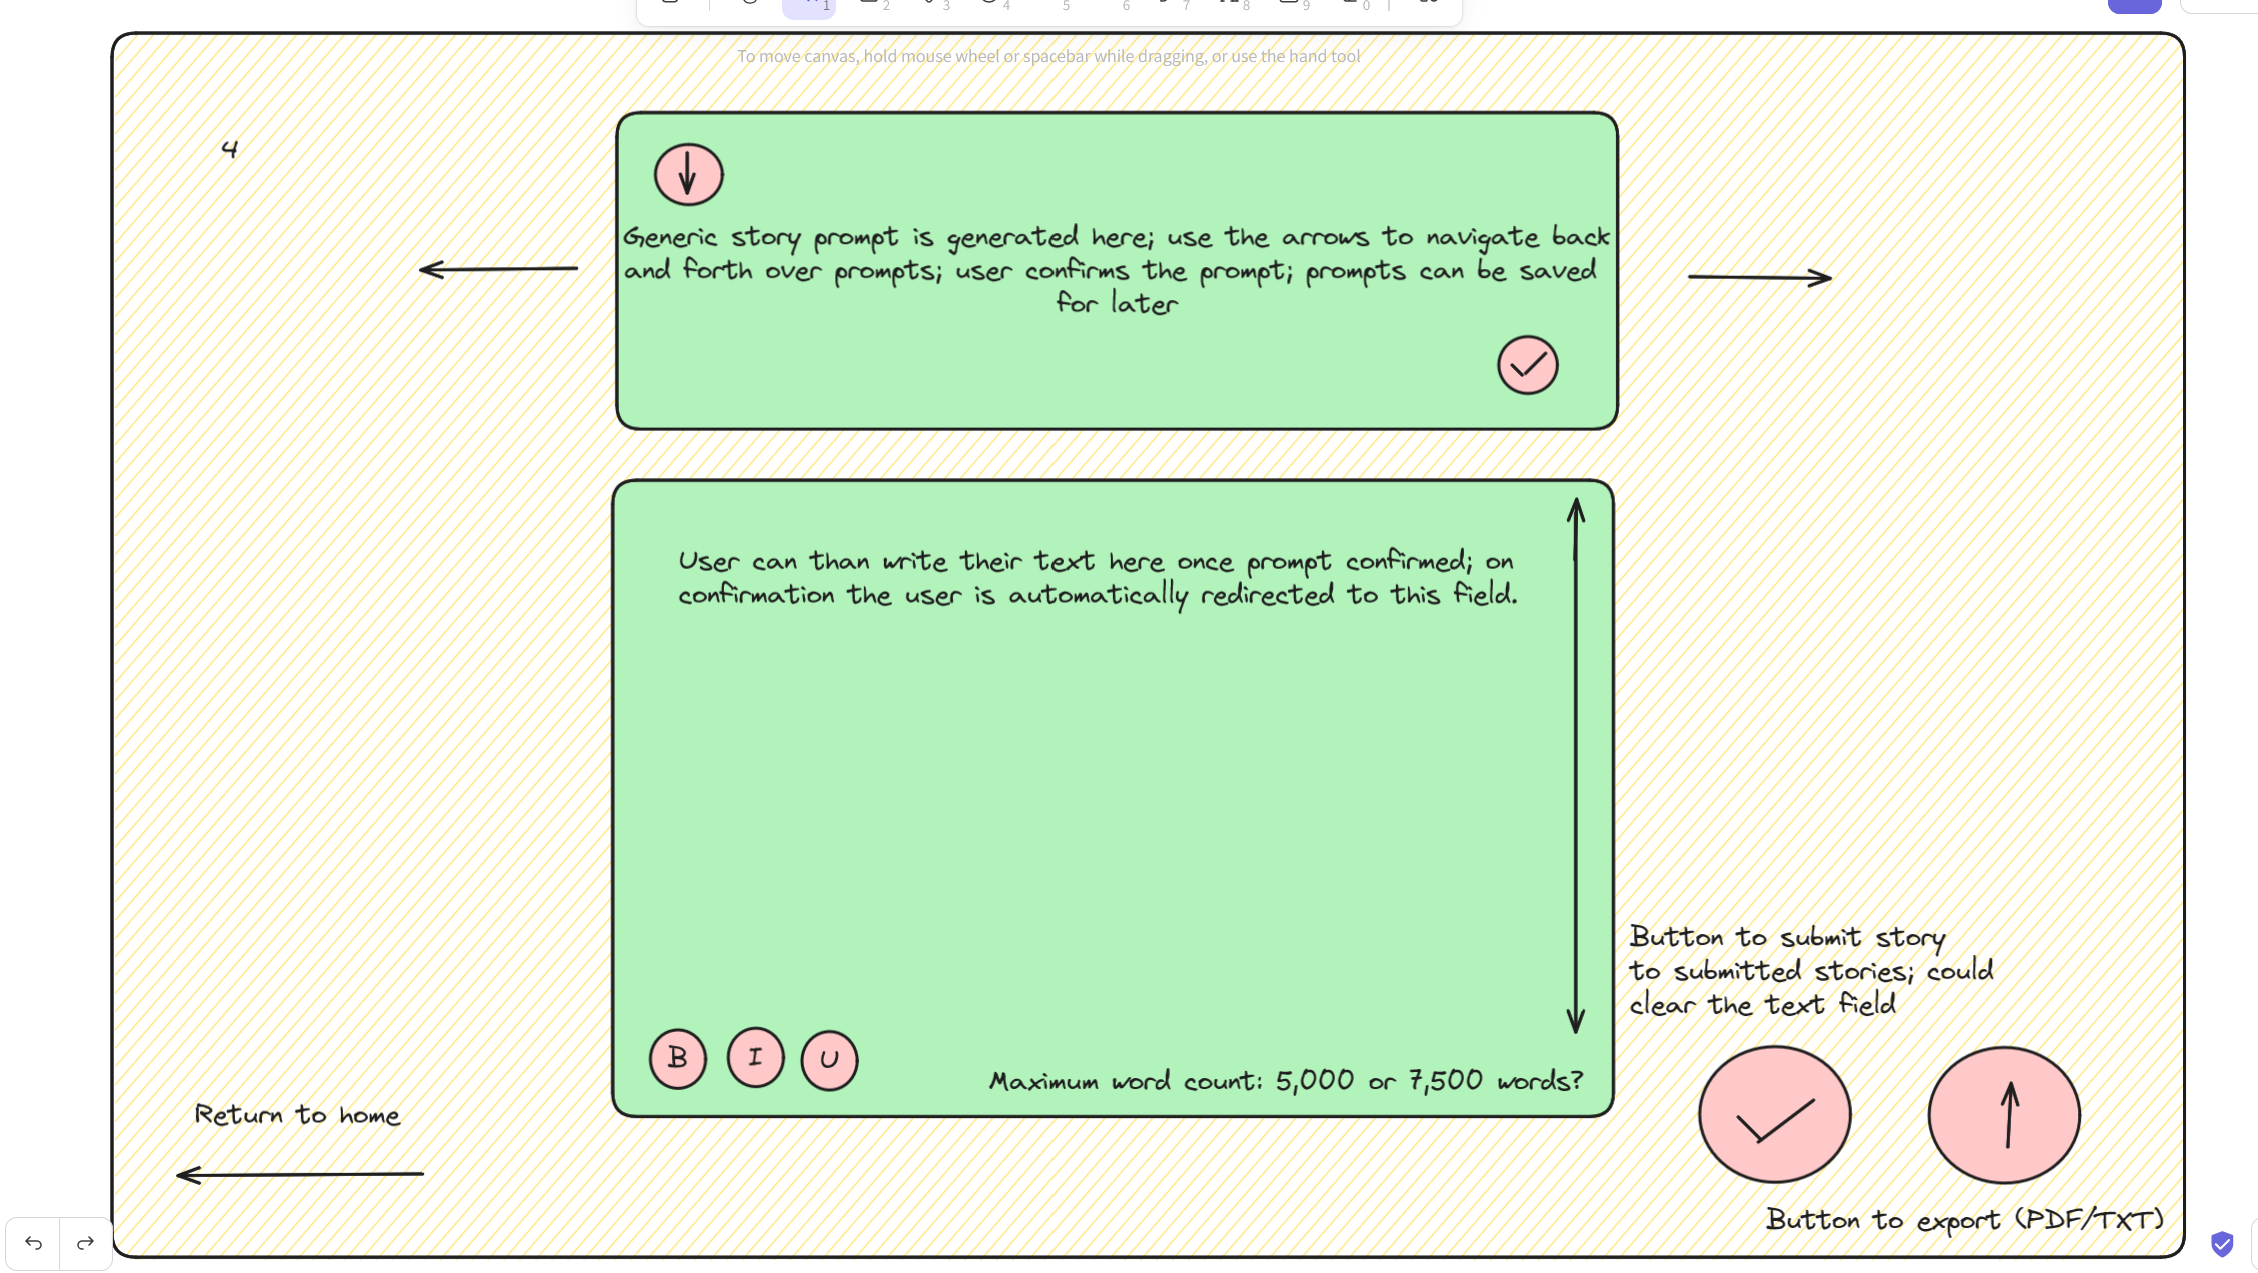 1
2
3
4
5
6
7
8
9
0
To move canvas, hold mouse wheel or spacebar while dragging, or use the hand tool
4
Generic story prompt is generated here; use the arrows to navigate back
and forth over prompts; user confirms the prompt; prompts can be saved
for later
User can than write their text here once prompt confirmed; on
confirmation the user is automatically redirected to this field.
Button to submit story
to submitted stories; could
clear the text field
B
I
U
Maximum word count: 5,000 or 7,500 words?
Return to home
Button to export (PDF/TXT)